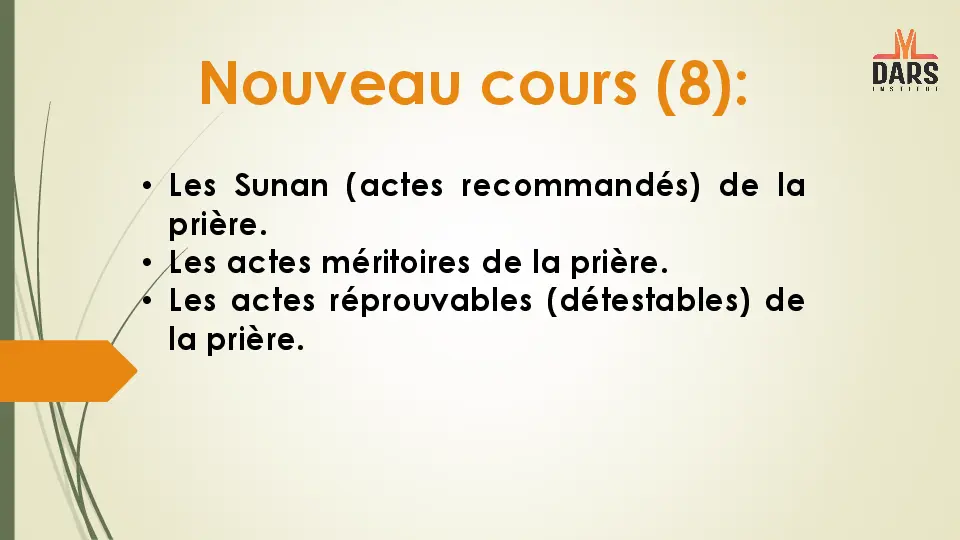 Nouveau cours (8):
DARS
INSTITUT
• Les Sunan (actes recommandés) de la
prière.
• Les actes méritoires de la prière.
• Les actes réprouvables (détestables) de
la prière.